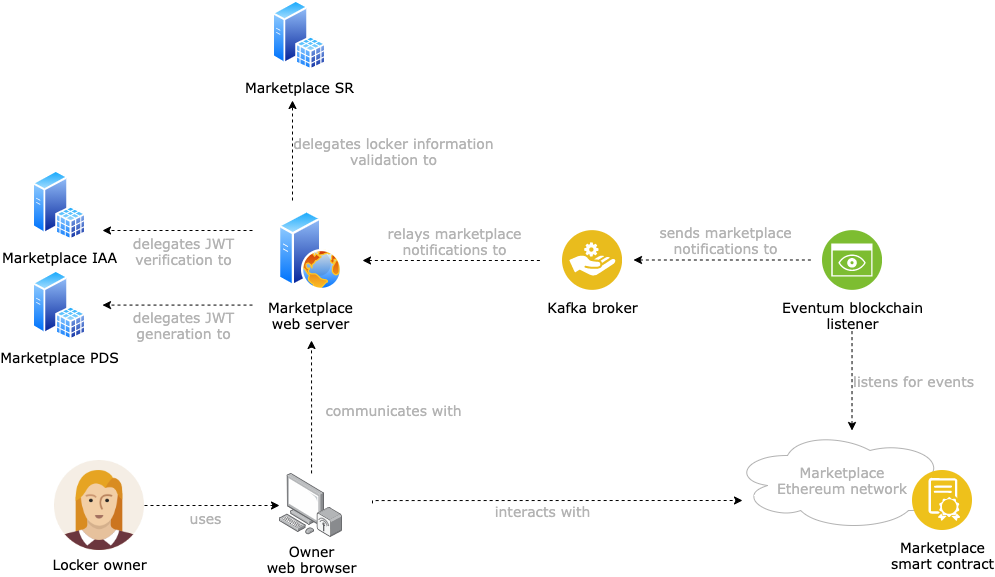 Marketplace SR
delegates locker information
validation to
Marketplace IAA
delegates JWT
verification to
Marketplace
web server
relays marketplace
notifications to
Kafka broker
sends marketplace
notifications to
Eventum blockchain
listener
Marketplace PDS
delegates JWT
generation to
communicates with
listens for events
Locker owner
uses
Owner
web browser
interacts with
Marketplace
Ethereum network
Marketplace
smart contract